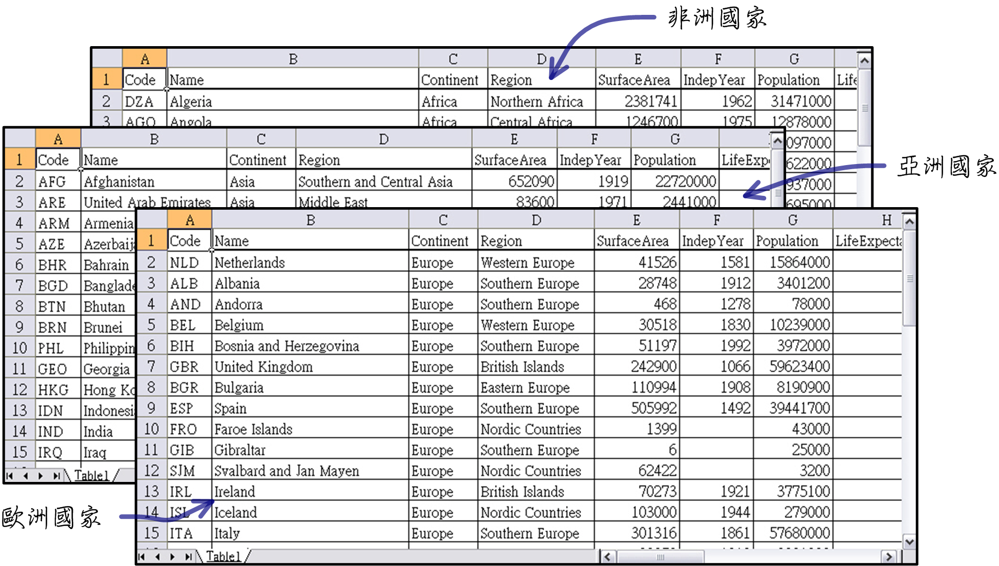 非洲國家
A B C D E F G
1 Code Name Continent Region SurfaceArea IndepYear Population Life
2 DZA Algeria Africa Northern Africa 2381741 1962 31471000
3 AGO Angola Africa Central Africa 1246700 1975 12878000
097000
622000
937000
695000
亞洲國家
A B C D E F G
1 Code Name Continent Region SurfaceArea IndepYear Population LifeExp
2 AFG Afghanistan Asia Southern and Central Asia 652090 1919 22720000
3 ARE United Arab Emirates Asia Middle East 83600 1971 2441000
4 ARM Armenia
5 AZE Azerbaij
6 BHR Bahrain
7 BGD Banglade
8 BTN Bhutan
9 BRN Brunei
10 PHL Philippin
11 GEO Georgia
12 HKG Hong Ko
13 IDN Indonesi
14 IND India
15 IRQ Iraq
Table1
歐洲國家
A B C D E F G H
1 Code Name Continent Region SurfaceArea IndepYear Population LifeExpecta
2 NLD Netherlands Europe Western Europe 41526 1581 15864000
3 ALB Albania Europe Southern Europe 28748 1912 3401200
4 AND Andorra Europe Southern Europe 468 1278 78000
5 BEL Belgium Europe Western Europe 30518 1830 10239000
6 BIH Bosnia and Herzegovina Europe Southern Europe 51197 1992 3972000
7 GBR United Kingdom Europe British Islands 242900 1066 59623400
8 BGR Bulgaria Europe Eastern Europe 110994 1908 8190900
9 ESP Spain Europe Southern Europe 505992 1492 39441700
10 FRO Faroe Islands Europe Nordic Countries 1399 43000
11 GIB Gibraltar Europe Southern Europe 6 25000
12 SJM Svalbard and Jan Mayen Europe Nordic Countries 62422 3200
13 IRL Ireland Europe British Islands 70273 1921 3775100
14 ISL Iceland Europe Nordic Countries 103000 1944 279000
15 ITA Italy Europe Southern Europe 301316 1861 57680000
Table1